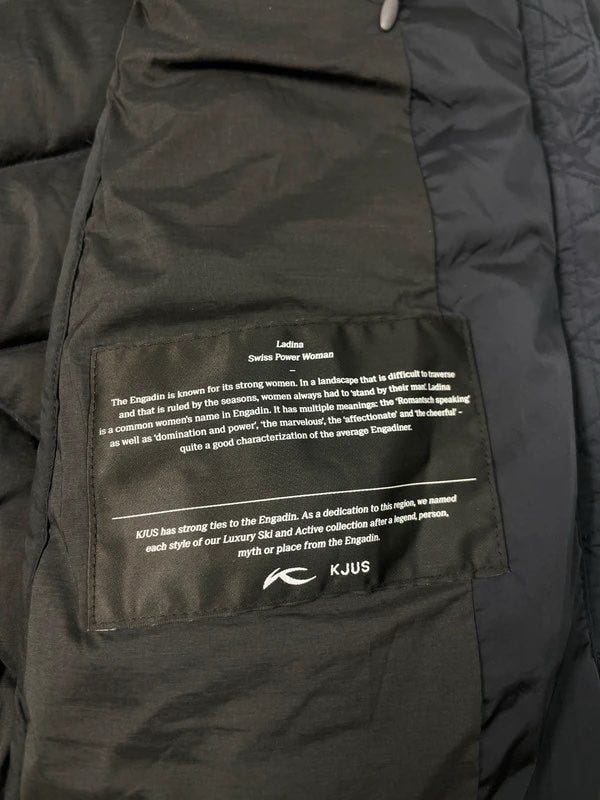 Ladina
Swiss Power Woman
–
The Engadin is known for its strong women. In a landscape that is difficult to traverse
and that is ruled by the seasons, women always had to 'stand by their man'. Ladina
is a common women's name in Engadin. It has multiple meanings: the 'Romantsch speaking'
as well as 'domination and power', 'the marvelous', the 'affectionate' and 'the cheerful' –
quite a good characterization of the average Engadiner.
KJUS has strong ties to the Engadin. As a dedication to this region, we named
each style of our Luxury Ski and Active collection after a legend, person,
myth or place from the Engadin.
KJUS